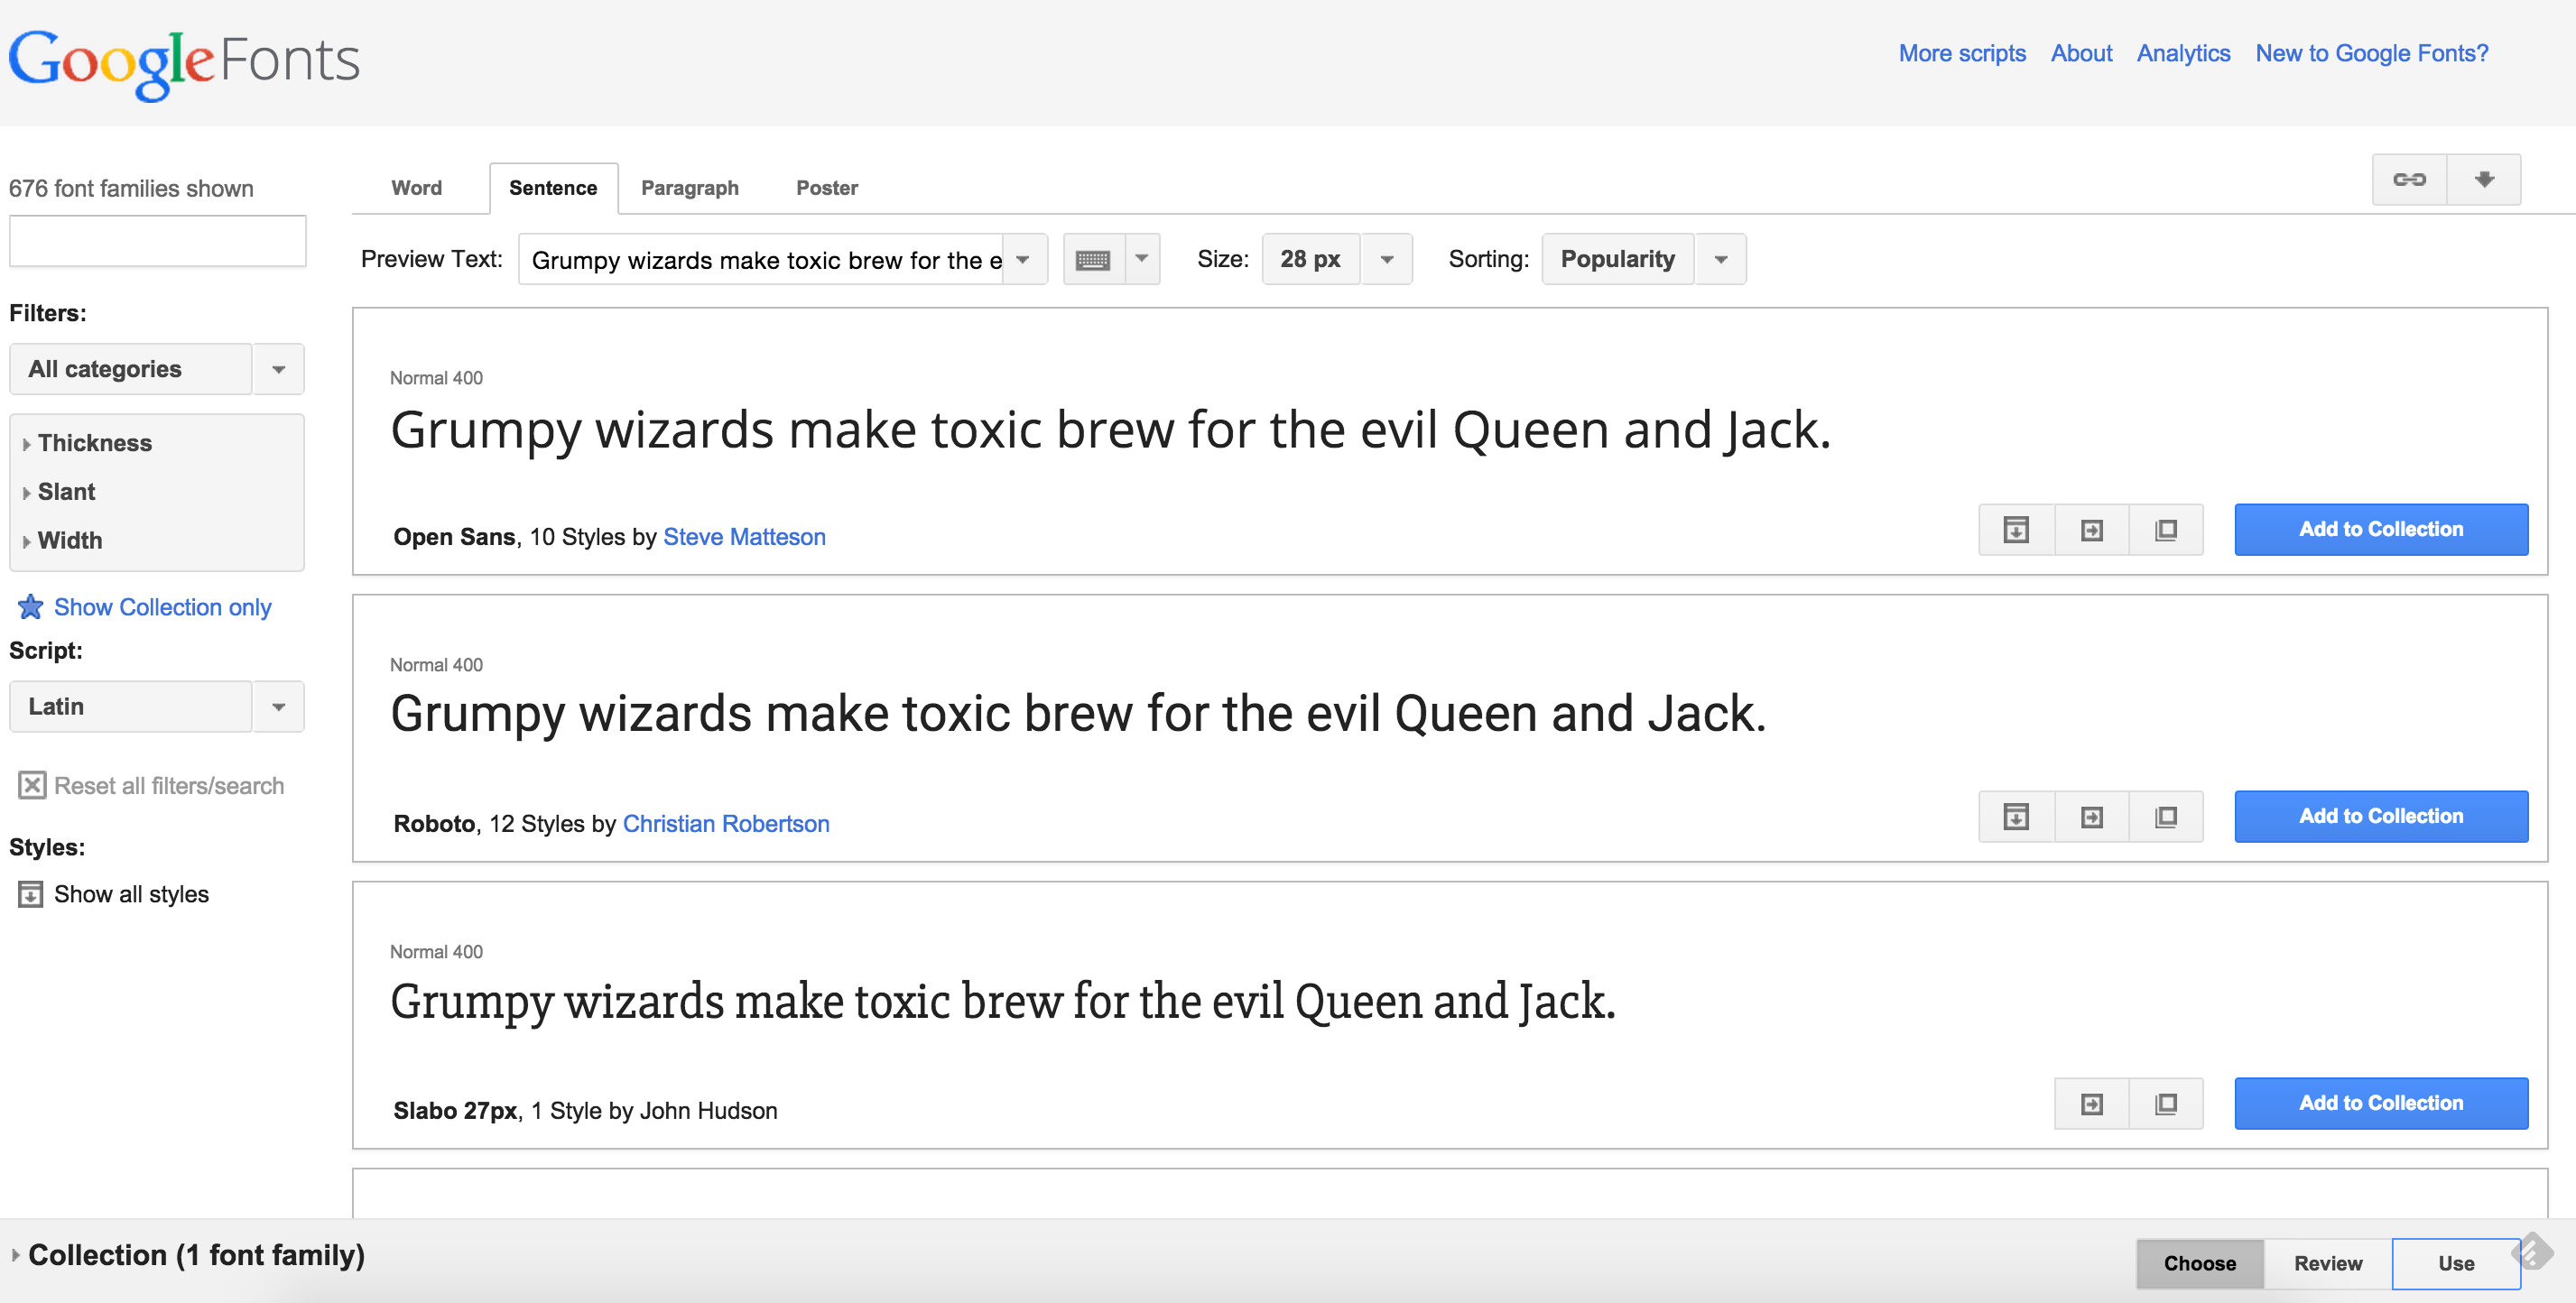 Google Fonts
More scripts About Analytics New to Google Fonts?
676 font families shown
Word Sentence Paragraph Poster
Preview Text: Grumpy wizards make toxic brew for the e Size: 28 px Sorting: Popularity
Filters:
All categories
Thickness
Slant
Width
Show Collection only
Script:
Latin
Reset all filters/search
Styles:
Show all styles
Normal 400
Grumpy wizards make toxic brew for the evil Queen and Jack.
Open Sans, 10 Styles by Steve Matteson
Add to Collection
Normal 400
Grumpy wizards make toxic brew for the evil Queen and Jack.
Roboto, 12 Styles by Christian Robertson
Add to Collection
Normal 400
Grumpy wizards make toxic brew for the evil Queen and Jack.
Slabo 27px, 1 Style by John Hudson
Add to Collection
Collection (1 font family)
Choose Review Use